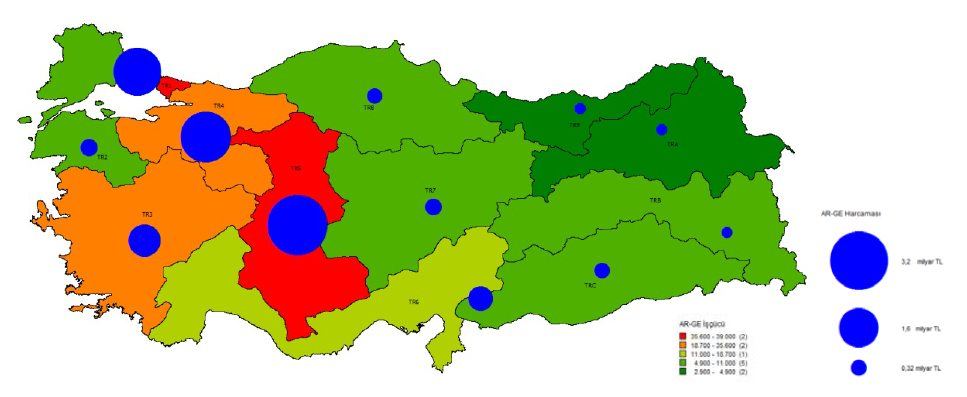 TR4
TR8
TR9
TRA
TR2
TR5
TR7
TRB
TR3
AR-GE Harcaması
3,2 milyar TL
TRC
TR6
AR-GE İşgücü
35.600 - 39.000 (2)
18.700 - 35.600 (2)
11.000 - 18.700 (1)
4.900 - 11.000 (5)
2.900 - 4.900 (2)
1,6 milyar TL
0,32 milyar TL